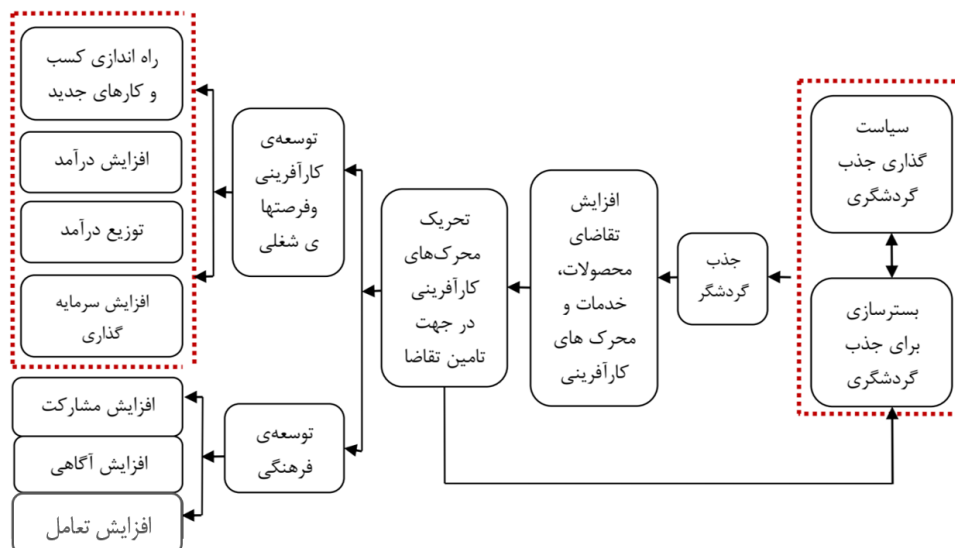 سیاست
گذاری جذب
گردشگری
بسترسازی
برای جذب
گردشگری
جذب
گردشگر
افزایش
تقاضای
محصولات،
خدمات و
محرک های
کارآفرینی
تحریک
محرک‌های
کارآفرینی
در جهت
تامین تقاضا
توسعه‌ی
کارآفرینی
وفرصتها
ی شغلی
راه اندازی کسب
و کارهای جدید
افزایش درآمد
توزیع درآمد
افزایش سرمایه
گذاری
توسعه‌ی
فرهنگی
افزایش مشارکت
افزایش آگاهی
افزایش تعامل